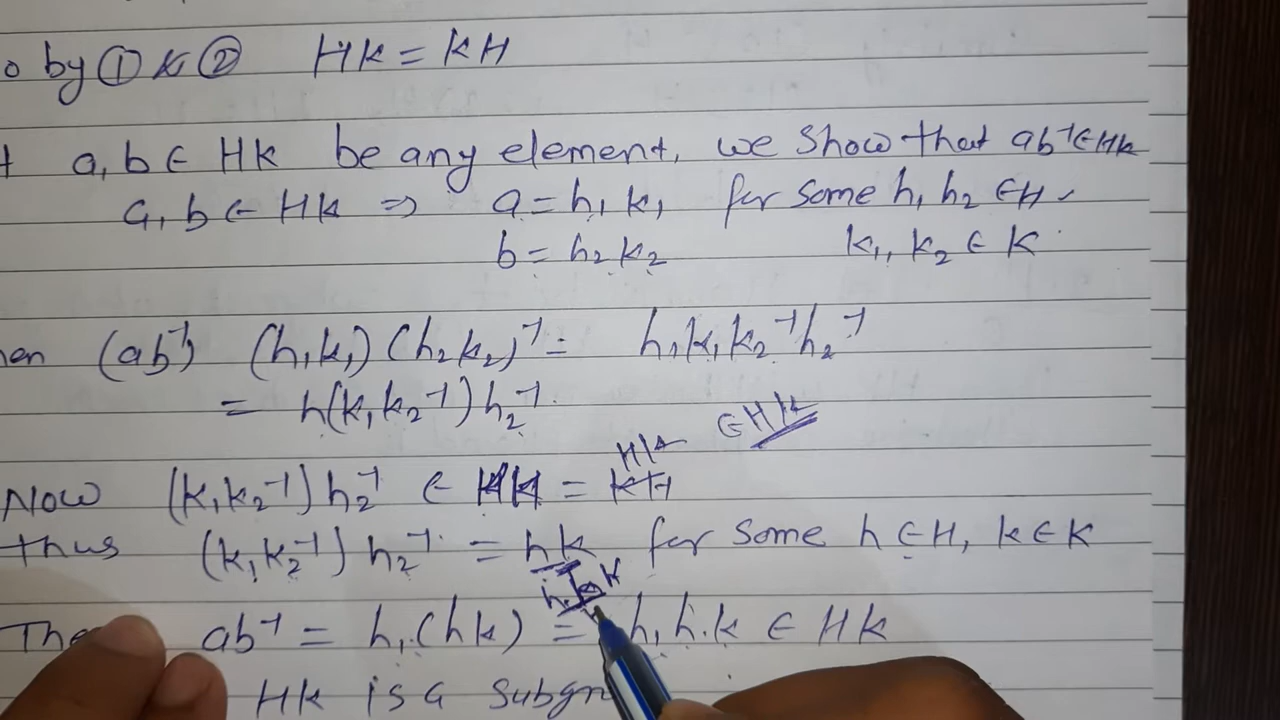 by ① & ② HK = KH
a, b ∈ HK be any element, we show that ab⁻¹ ∈ HK
a, b ∈ HK ⇒ a = h₁k₁ for some h₁ h₂ ∈ H
b = h₂k₂ k₁, k₂ ∈ K
(ab⁻¹) (h₁k₁)(h₂k₂)⁻¹ = h₁k₁k₂⁻¹h₂⁻¹
= h(k₁k₂⁻¹)h₂⁻¹
∈ HK
HK
Now (k₁k₂⁻¹)h₂⁻¹ ∈ = KH
thus (k₁k₂⁻¹)h₂⁻¹ = hk for some h ∈ H, k ∈ K
ab⁻¹ = h₁(hk) = h₁h.k ∈ HK
HK is a